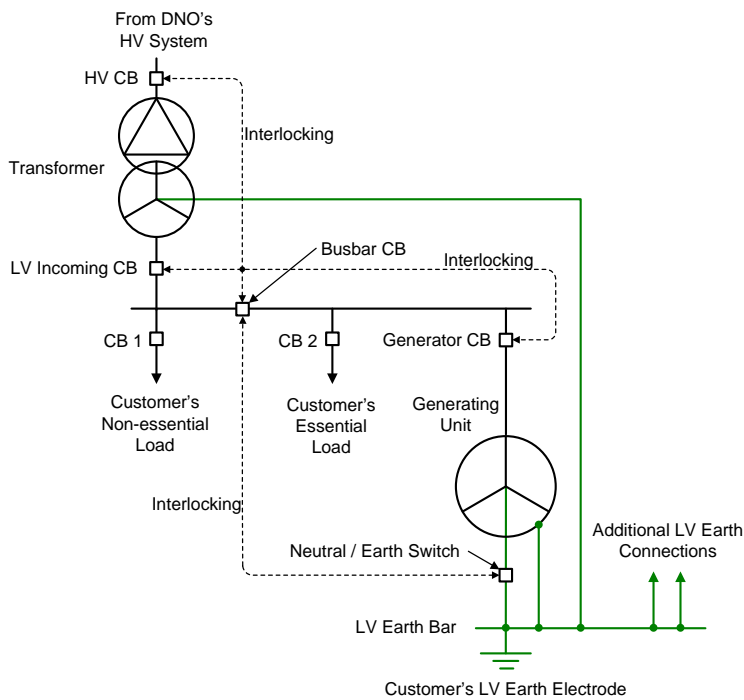 From DNO's
HV System
HV CB
Interlocking
Transformer
Busbar CB
LV Incoming CB
Interlocking
CB 1
CB 2
Generator CB
Customer's
Non-essential
Load
Customer's
Essential
Load
Generating
Unit
Interlocking
Additional LV Earth
Connections
Neutral / Earth Switch
LV Earth Bar
Customer's LV Earth Electrode